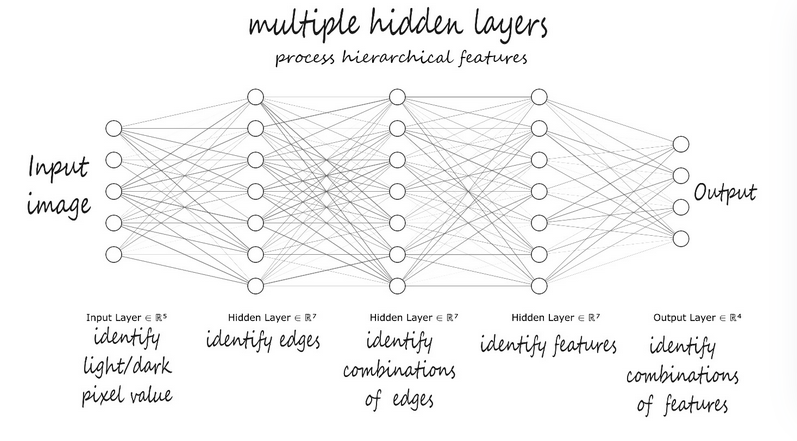 multiple hidden layers
process hierarchical features
Input
image
Output
Input Layer ∈ ℝ⁵
identify
light/dark
pixel value
Hidden Layer ∈ ℝ⁷
identify edges
Hidden Layer ∈ ℝ⁷
identify
combinations
of edges
Hidden Layer ∈ ℝ⁷
identify features
Output Layer ∈ ℝ⁴
identify
combinations
of features